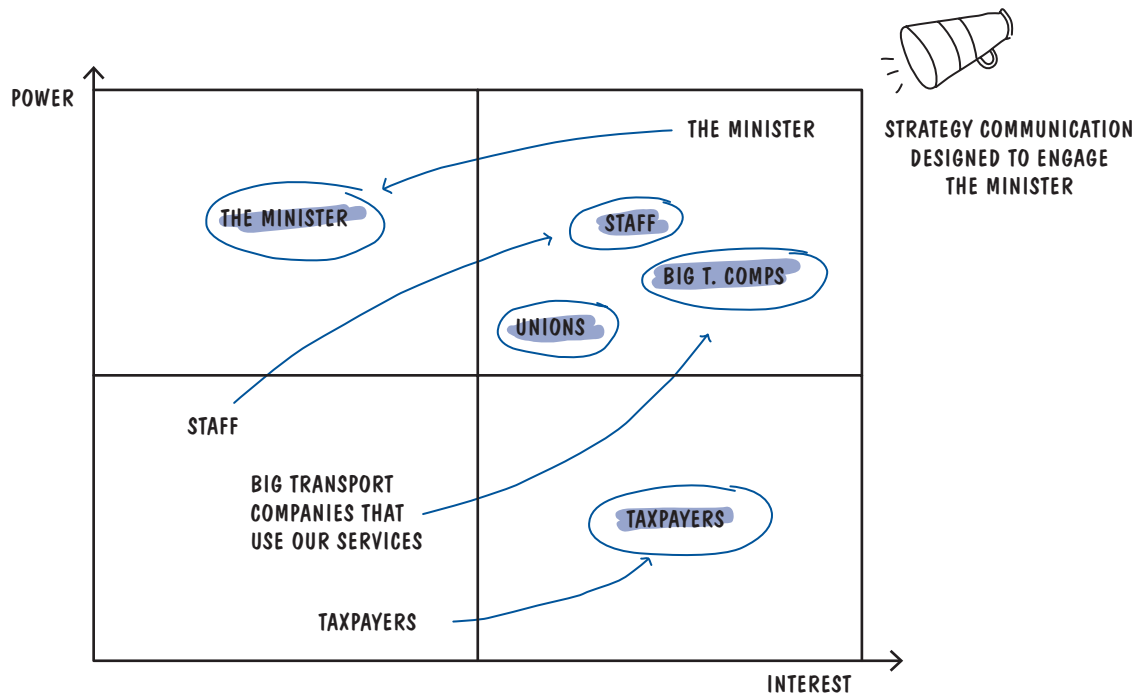 POWER
THE MINISTER
STRATEGY COMMUNICATION
DESIGNED TO ENGAGE
THE MINISTER
THE MINISTER
STAFF
BIG T. COMPS
UNIONS
STAFF
BIG TRANSPORT
COMPANIES THAT
USE OUR SERVICES
TAXPAYERS
TAXPAYERS
INTEREST